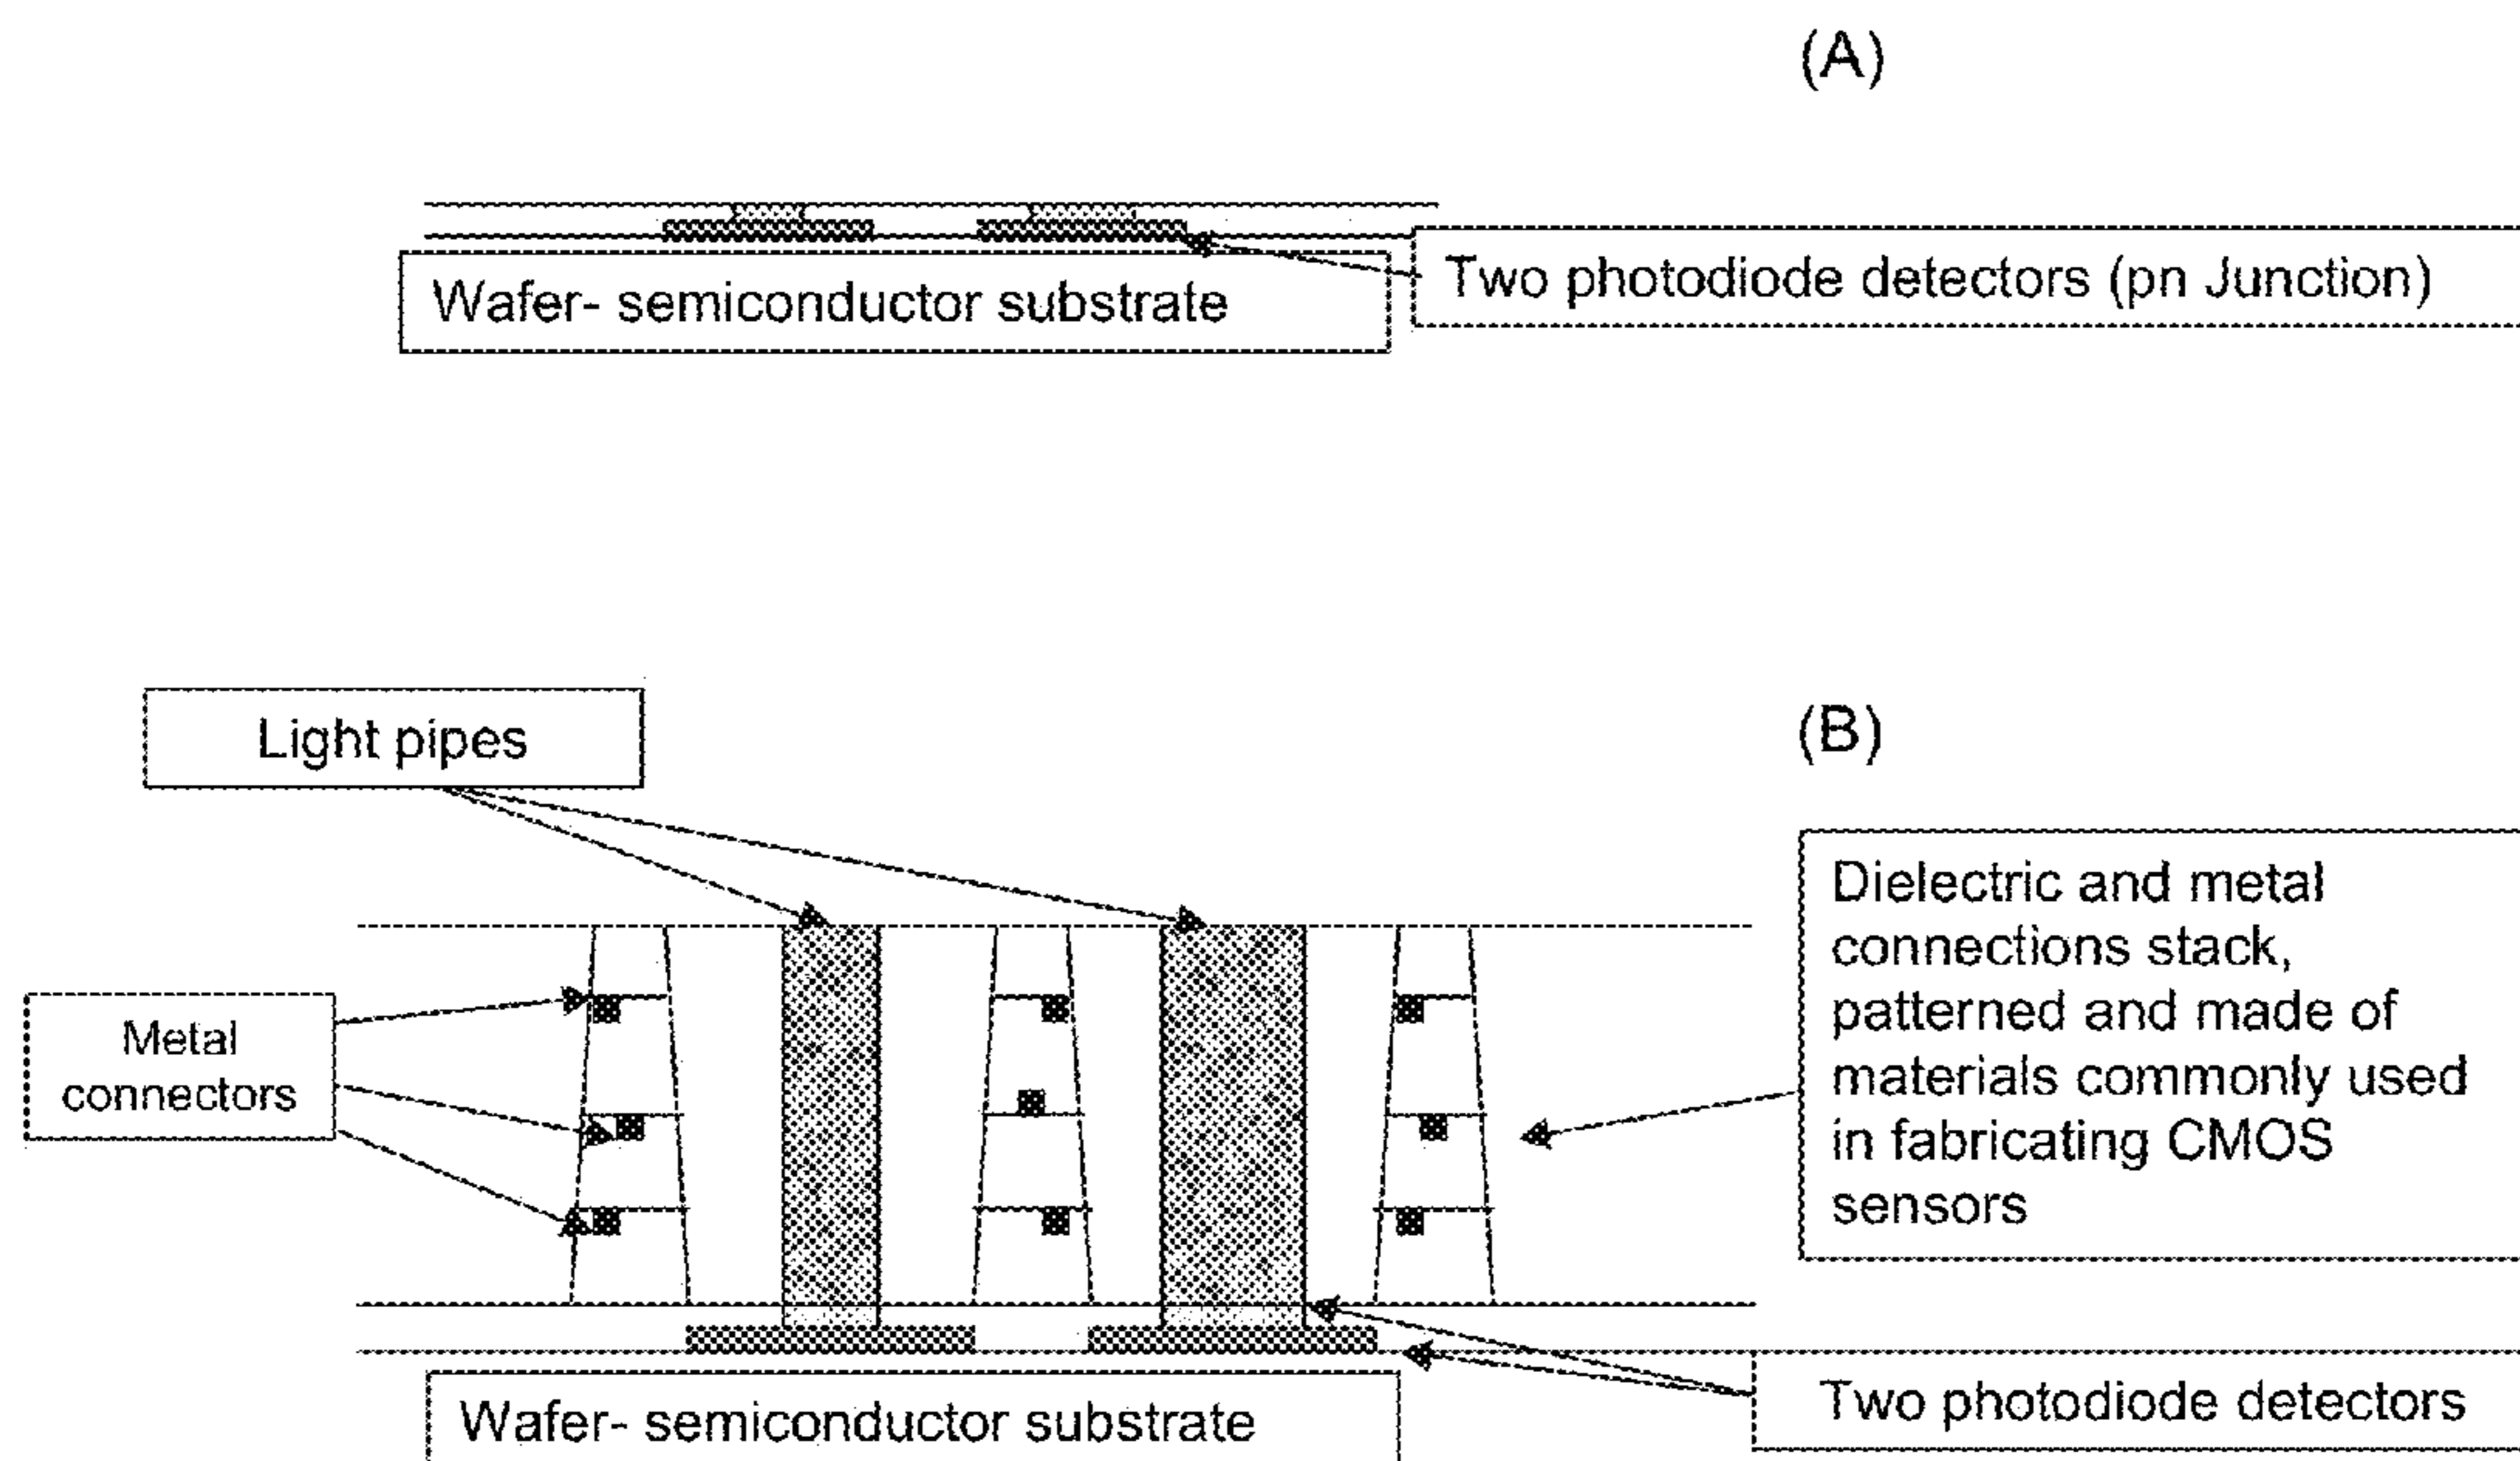 (A)
Wafer- semiconductor substrate
Two photodiode detectors (pn Junction)
Light pipes
(B)
Metal
connectors
Dielectric and metal
connections stack,
patterned and made of
materials commonly used
in fabricating CMOS
sensors
Wafer- semiconductor substrate
Two photodiode detectors